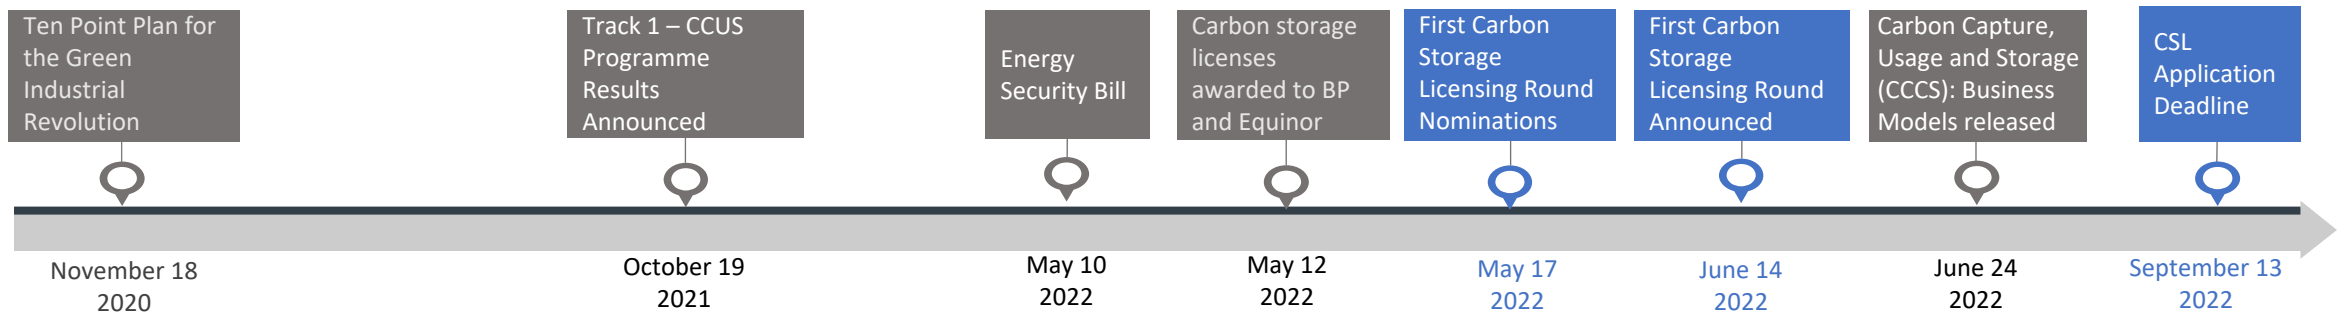 Ten Point Plan for
the Green
Industrial
Revolution
Track 1 – CCUS
Programme
Results
Announced
Energy
Security Bill
Carbon storage
licenses
awarded to BP
and Equinor
First Carbon
Storage
Licensing Round
Nominations
First Carbon
Storage
Licensing Round
Announced
Carbon Capture,
Usage and Storage
(CCCS): Business
Models released
CSL
Application
Deadline
November 18
2020
October 19
2021
May 10
2022
May 12
2022
May 17
2022
June 14
2022
June 24
2022
September 13
2022